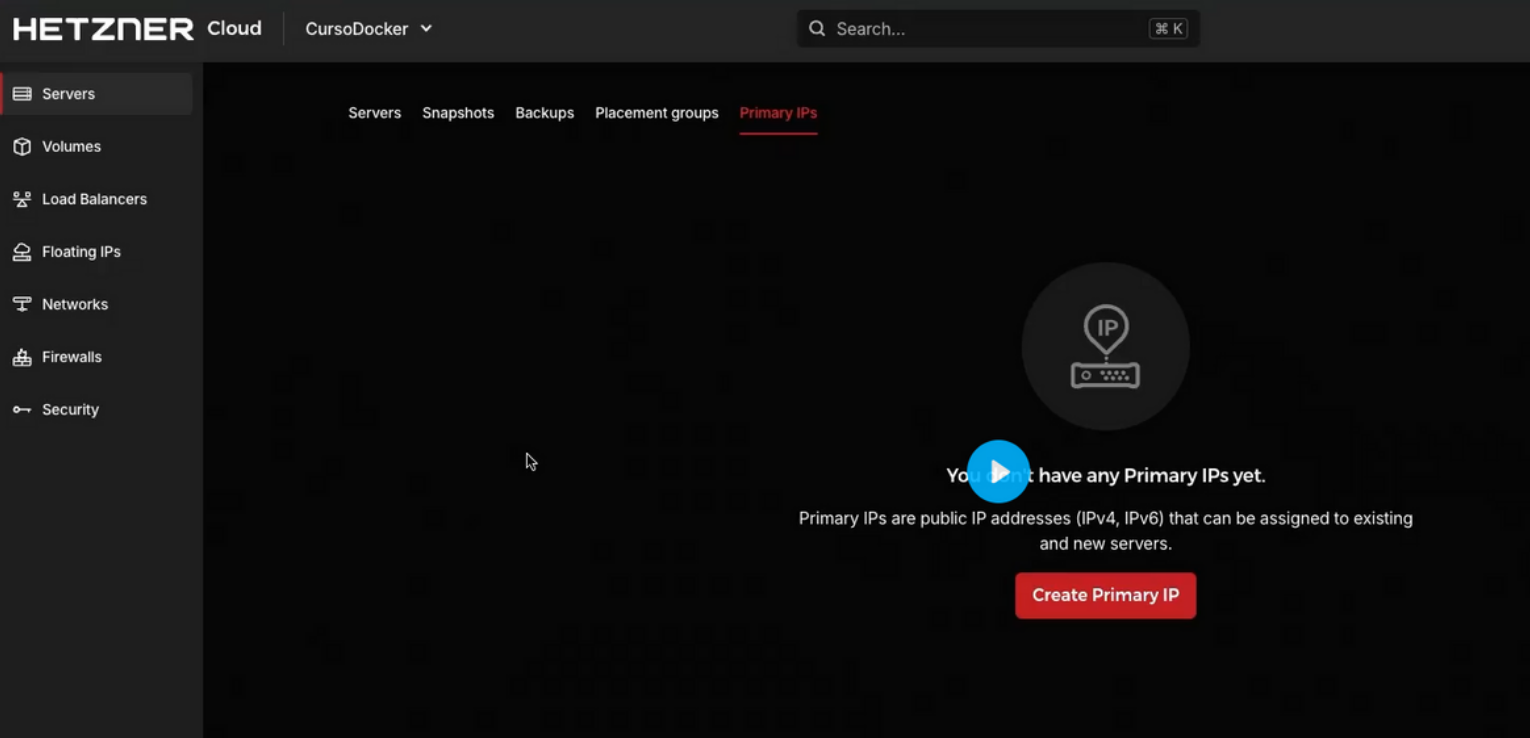 HETZNER Cloud CursoDocker Search... ⌘ K
Servers
Volumes
Load Balancers
Floating IPs
Networks
Firewalls
Security
Servers Snapshots Backups Placement groups Primary IPs
IP
You don't have any Primary IPs yet.
Primary IPs are public IP addresses (IPv4, IPv6) that can be assigned to existing
and new servers.
Create Primary IP